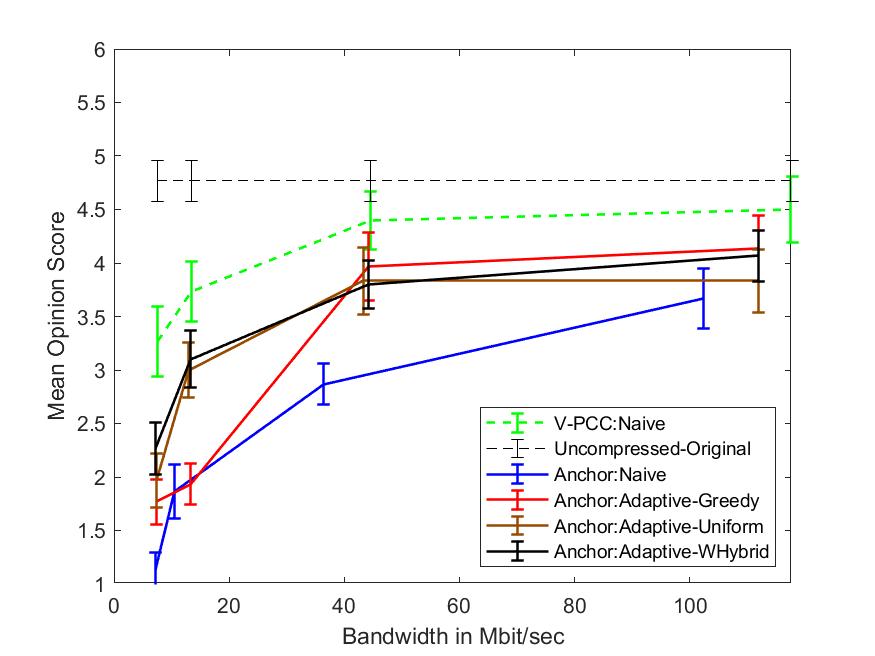 6
5.5
5
4.5
4
3.5
3
2.5
2
1.5
1
Mean Opinion Score
V-PCC:Naive
Uncompressed-Original
Anchor:Naive
Anchor:Adaptive-Greedy
Anchor:Adaptive-Uniform
Anchor:Adaptive-WHybrid
0 20 40 60 80 100
Bandwidth in Mbit/sec